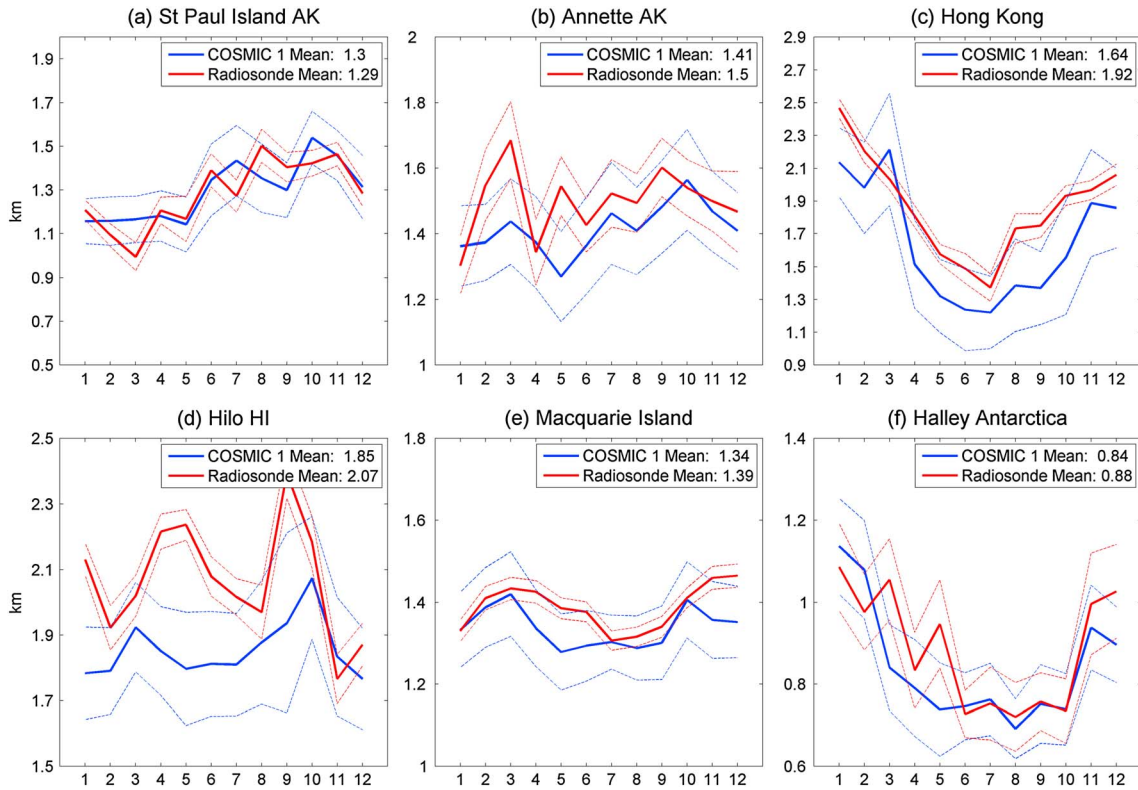 (a) St Paul Island AK
(b) Annette AK
(c) Hong Kong
km
1.9
1.7
1.5
1.3
1.1
0.9
0.7
0.5
COSMIC 1 Mean: 1.3
Radiosonde Mean: 1.29
1 2 3 4 5 6 7 8 9 10 11 12
2
1.8
1.6
1.4
1.2
1
COSMIC 1 Mean: 1.41
Radiosonde Mean: 1.5
1 2 3 4 5 6 7 8 9 10 11 12
2.9
2.7
2.5
2.3
2.1
1.9
1.7
1.5
1.3
1.1
0.9
COSMIC 1 Mean: 1.64
Radiosonde Mean: 1.92
1 2 3 4 5 6 7 8 9 10 11 12
(d) Hilo HI
(e) Macquarie Island
(f) Halley Antarctica
km
2.5
2.3
2.1
1.9
1.7
1.5
COSMIC 1 Mean: 1.85
Radiosonde Mean: 2.07
1 2 3 4 5 6 7 8 9 10 11 12
1.8
1.6
1.4
1.2
1
COSMIC 1 Mean: 1.34
Radiosonde Mean: 1.39
1 2 3 4 5 6 7 8 9 10 11 12
1.4
1.2
1
0.8
0.6
COSMIC 1 Mean: 0.84
Radiosonde Mean: 0.88
1 2 3 4 5 6 7 8 9 10 11 12